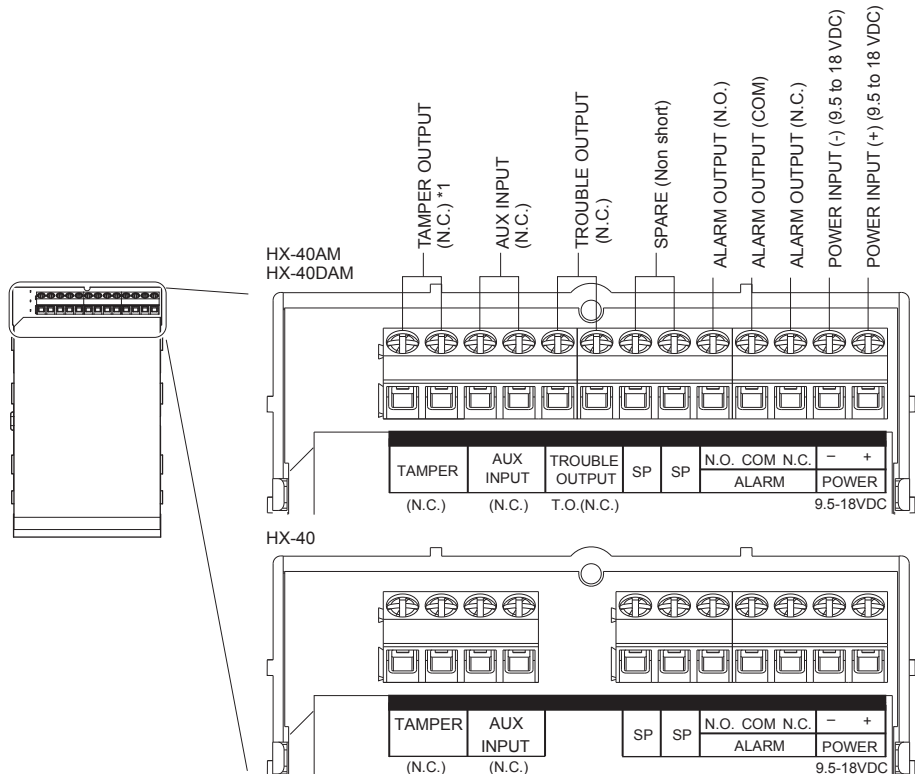 TAMPER OUTPUT
(N.C.) *1
AUX INPUT
(N.C.)
TROUBLE OUTPUT
(N.C.)
SPARE (Non short)
ALARM OUTPUT (N.O.)
ALARM OUTPUT (COM)
ALARM OUTPUT (N.C.)
POWER INPUT (-) (9.5 to 18 VDC)
POWER INPUT (+) (9.5 to 18 VDC)
HX-40AM
HX-40DAM
TAMPER
(N.C.)
AUX
INPUT
(N.C.)
TROUBLE
OUTPUT
T.O.(N.C.)
SP
SP
N.O. COM N.C.
ALARM
− +
POWER
9.5-18VDC
HX-40
TAMPER
(N.C.)
AUX
INPUT
(N.C.)
SP
SP
N.O. COM N.C.
ALARM
− +
POWER
9.5-18VDC